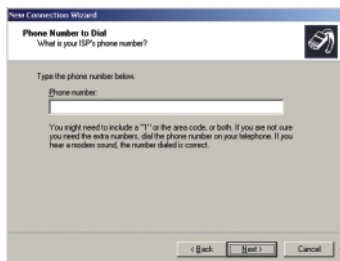 New Connection Wizard
Phone Number to Dial
What is your ISP's phone number?
Type the phone number below.
Phone number:
You might need to include a "1" or the area code, or both. If you are not sure
you need the extra numbers, dial the phone number on your telephone. If you
hear a modem sound, the number dialed is correct.
< Back
Next >
Cancel